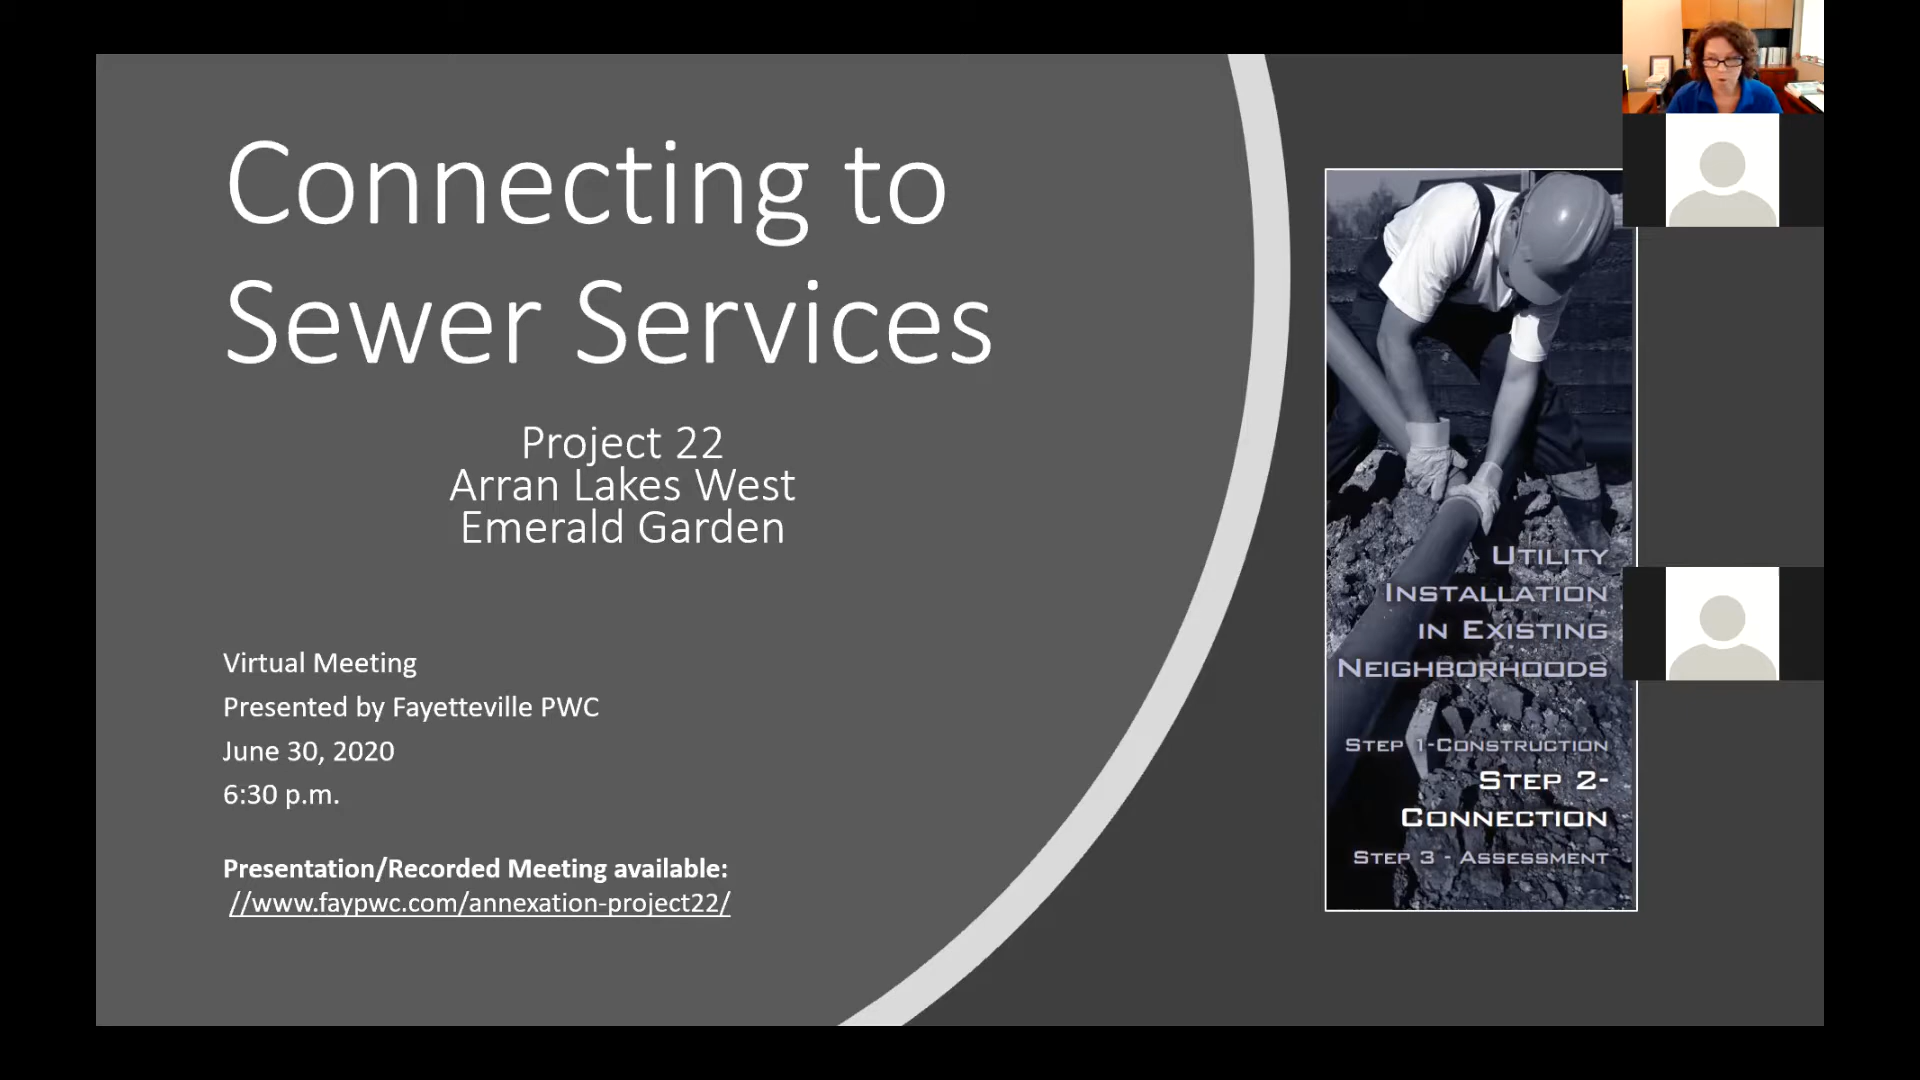 Connecting to
Sewer Services
Project 22
Arran Lakes West
Emerald Garden
Virtual Meeting
Presented by Fayetteville PWC
June 30, 2020
6:30 p.m.
Presentation/Recorded Meeting available:
//www.faypwc.com/annexation-project22/
Utility
Installation
in Existing
Neighborhoods
Step 1-Construction
Step 2-
Connection
Step 3 - Assessment